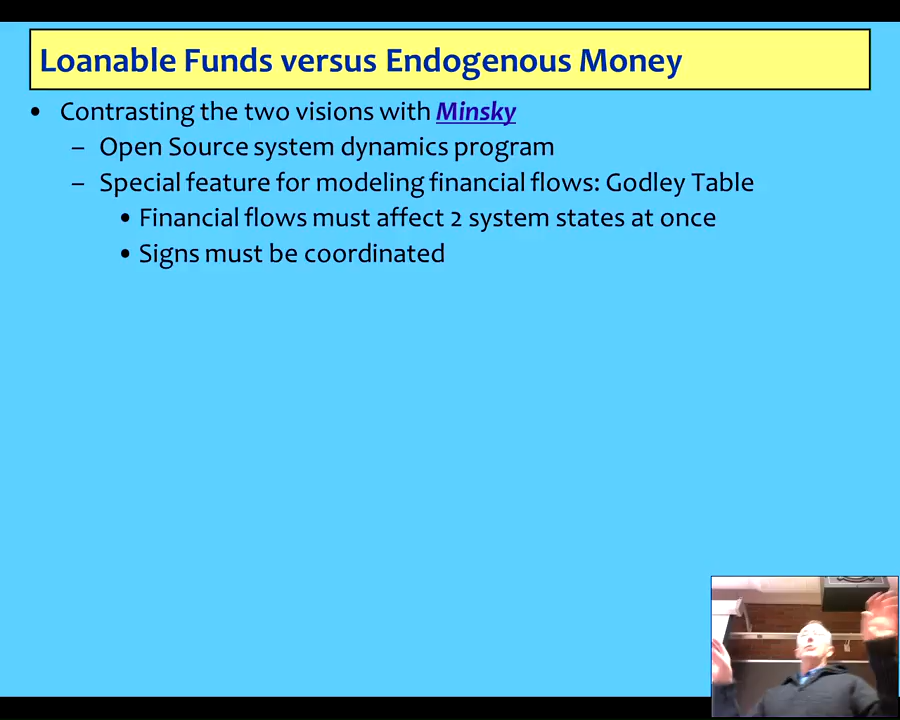 Loanable Funds versus Endogenous Money
• Contrasting the two visions with Minsky
– Open Source system dynamics program
– Special feature for modeling financial flows: Godley Table
• Financial flows must affect 2 system states at once
• Signs must be coordinated